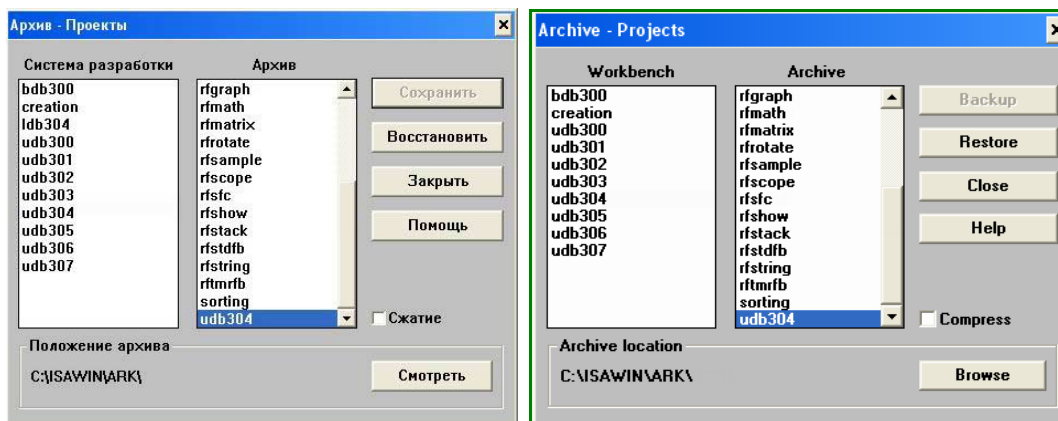 Архив - Проекты
Система разработки
Архив
bdb300
creation
ldb304
udb300
udb301
udb302
udb303
udb304
udb305
udb306
udb307
rfgraph
rfmath
rfmatrix
rfrotate
rfsample
rfscope
rfsfc
rfshow
rfstack
rfstdfb
rfstring
rftmrfb
sorting
udb304
Сохранить
Восстановить
Закрыть
Помощь
Сжатие
Положение архива
C:\ISAWIN\ARK\
Смотреть
Archive - Projects
Workbench
Archive
bdb300
creation
udb300
udb301
udb302
udb303
udb304
udb305
udb306
udb307
rfgraph
rfmath
rfmatrix
rfrotate
rfsample
rfscope
rfsfc
rfshow
rfstack
rfstdfb
rfstring
rftmrfb
sorting
udb304
Backup
Restore
Close
Help
Compress
Archive location
C:\ISAWIN\ARK\
Browse